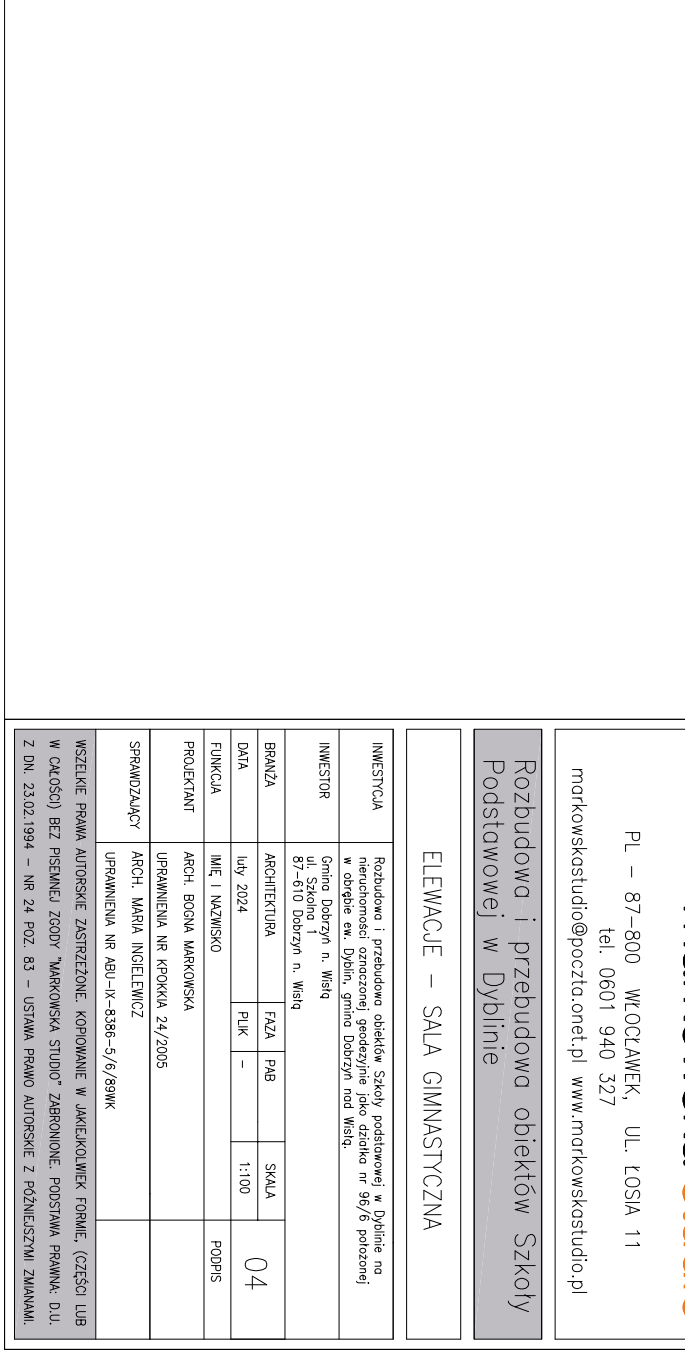 PL – 87–800 WŁOCŁAWEK, UL. ŁOSIA 11
tel. 0601 940 327
markowskastudio@poczta.onet.pl www.markowskastudio.pl
Rozbudowa i przebudowa obiektów Szkoły
Podstawowej w Dyblinie
ELEWACJE – SALA GIMNASTYCZNA
INWESTYCJA
Rozbudowa i przebudowa obiektów Szkoły podstawowej w Dyblinie na
nieruchomości oznaczonej geodezyjnie jako działka nr 96/6 położonej
w obrębie ew. Dyblin, gmina Dobrzyń nad Wisłą.
INWESTOR
Gmina Dobrzyń n. Wisłą
ul. Szkolna 1
87–610 Dobrzyń n. Wisłą
BRANŻA ARCHITEKTURA FAZA PAB SKALA 04
DATA luty 2024 PLIK – 1:100
FUNKCJA IMIĘ I NAZWISKO PODPIS
PROJEKTANT ARCH. BOGNA MARKOWSKA
UPRAWNIENIA NR KPOKKIA 24/2005
SPRAWDZAJĄCY ARCH. MARIA INGIELEWICZ
UPRAWNIENIA NR ABU–IX–8386–5/6/89WK
WSZELKIE PRAWA AUTORSKIE ZASTRZEŻONE. KOPIOWANIE W JAKIEJKOLWIEK FORMIE, (CZĘŚCI LUB
W CAŁOŚCI) BEZ PISEMNEJ ZGODY "MARKOWSKA STUDIO" ZABRONIONE. PODSTAWA PRAWNA: D.U.
Z DN. 23.02.1994 – NR 24 POZ. 83 – USTAWA PRAWO AUTORSKIE Z PÓŹNIEJSZYMI ZMIANAMI.